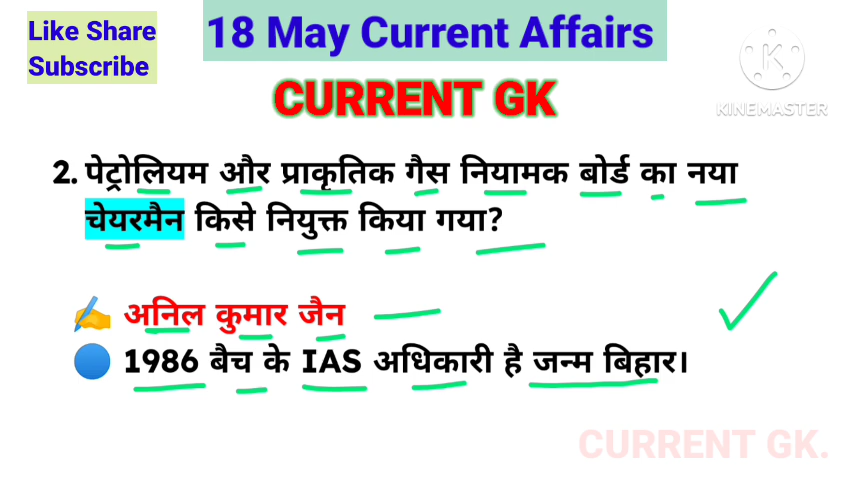 Like Share
Subscribe
18 May Current Affairs
CURRENT GK
KINEMASTER
2. पेट्रोलियम और प्राकृतिक गैस नियामक बोर्ड का नया
चेयरमैन किसे नियुक्त किया गया?
✍ अनिल कुमार जैन
🔵 1986 बैच के IAS अधिकारी है जन्म बिहार।
CURRENT GK.